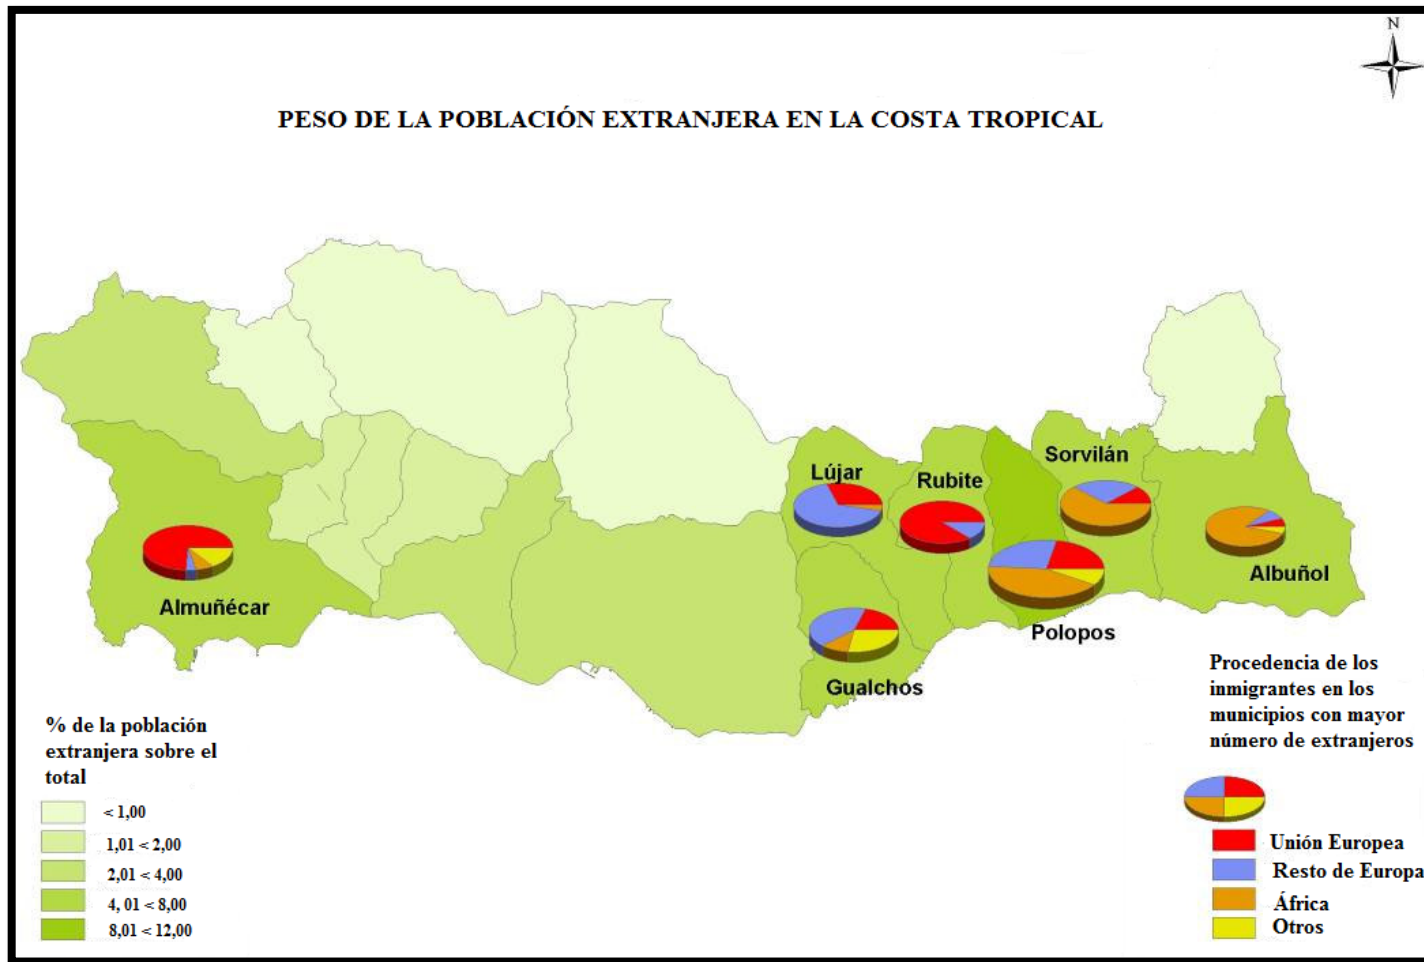 N
PESO DE LA POBLACIÓN EXTRANJERA EN LA COSTA TROPICAL
Sorvilán
Lújar
Rubite
Albuñol
Almuñécar
Polopos
Gualchos
% de la población
extranjera sobre el
total
< 1,00
1,01 < 2,00
2,01 < 4,00
4, 01 < 8,00
8,01 < 12,00
Procedencia de los
inmigrantes en los
municipios con mayor
número de extranjeros
Unión Europea
Resto de Europa
África
Otros